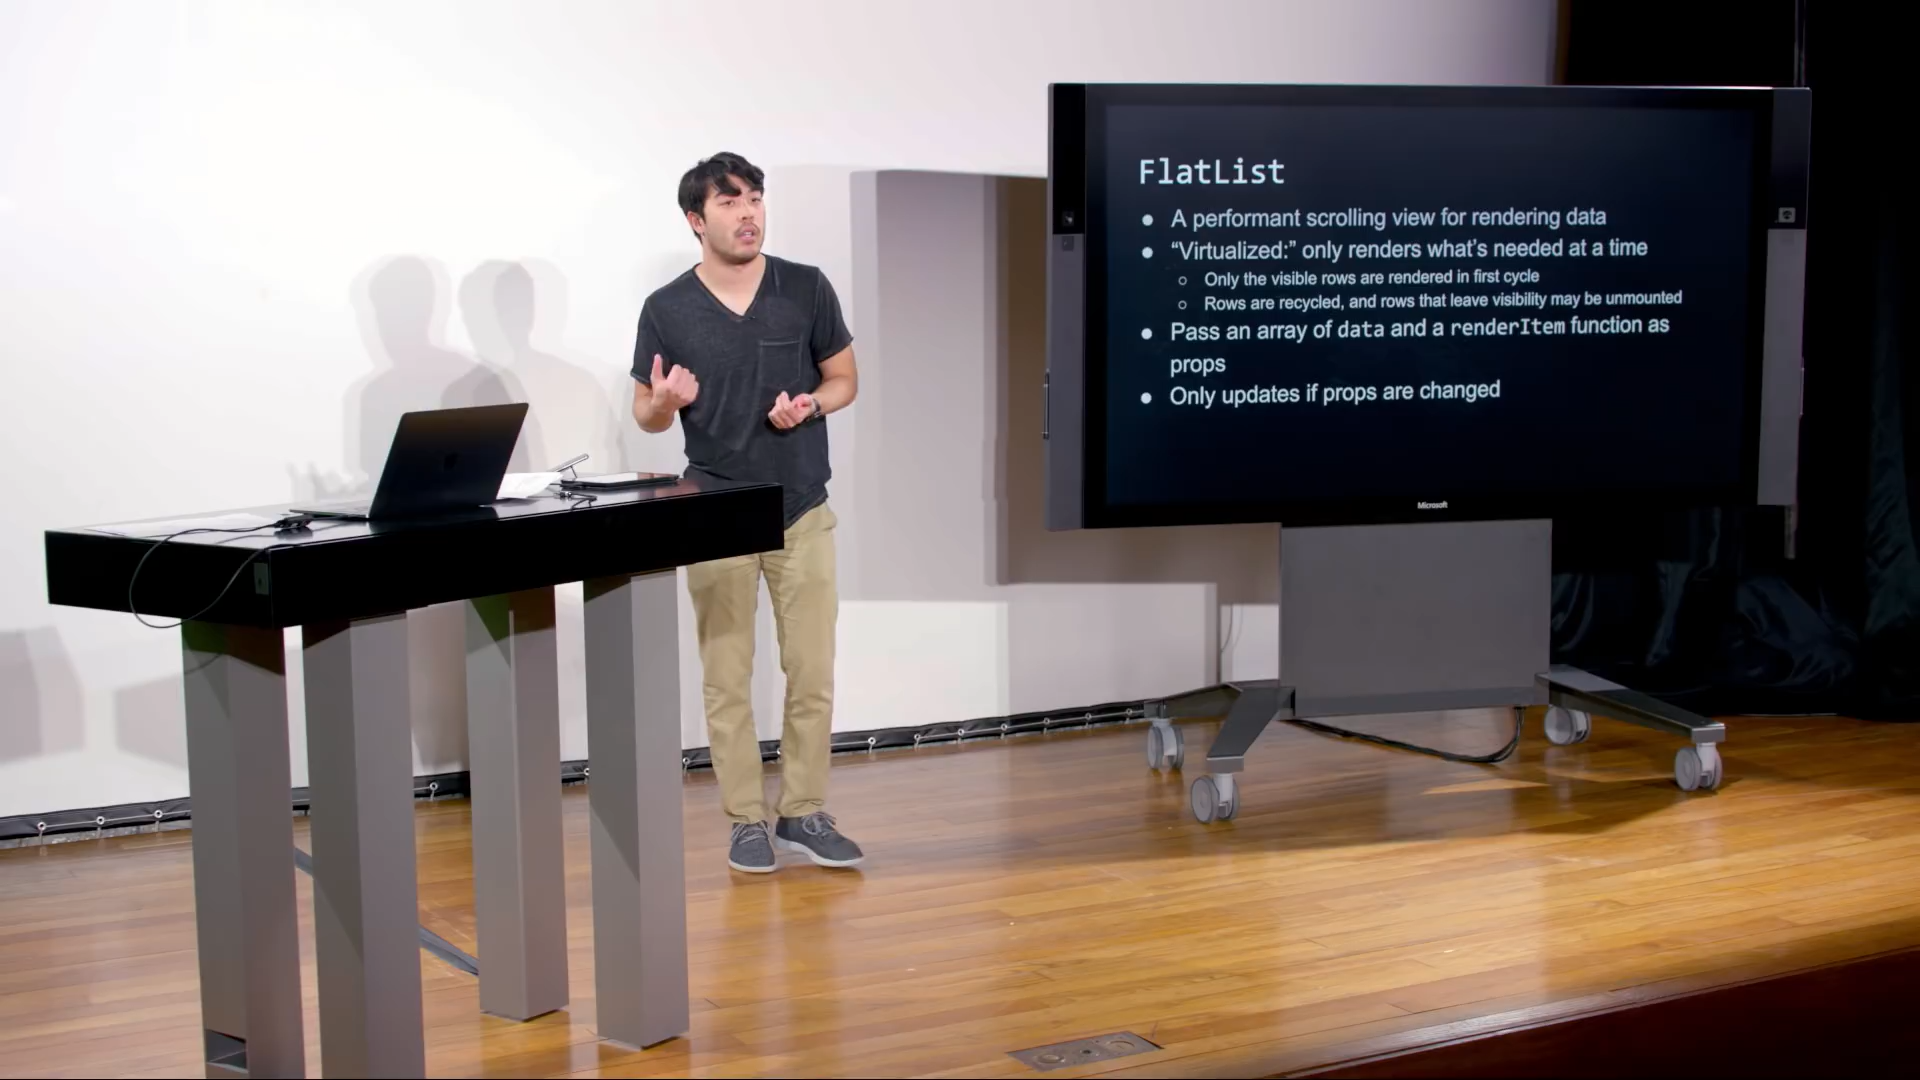 FlatList
● A performant scrolling view for rendering data
● “Virtualized:” only renders what’s needed at a time
○ Only the visible rows are rendered in first cycle
○ Rows are recycled, and rows that leave visibility may be unmounted
● Pass an array of data and a renderItem function as
props
● Only updates if props are changed
Microsoft